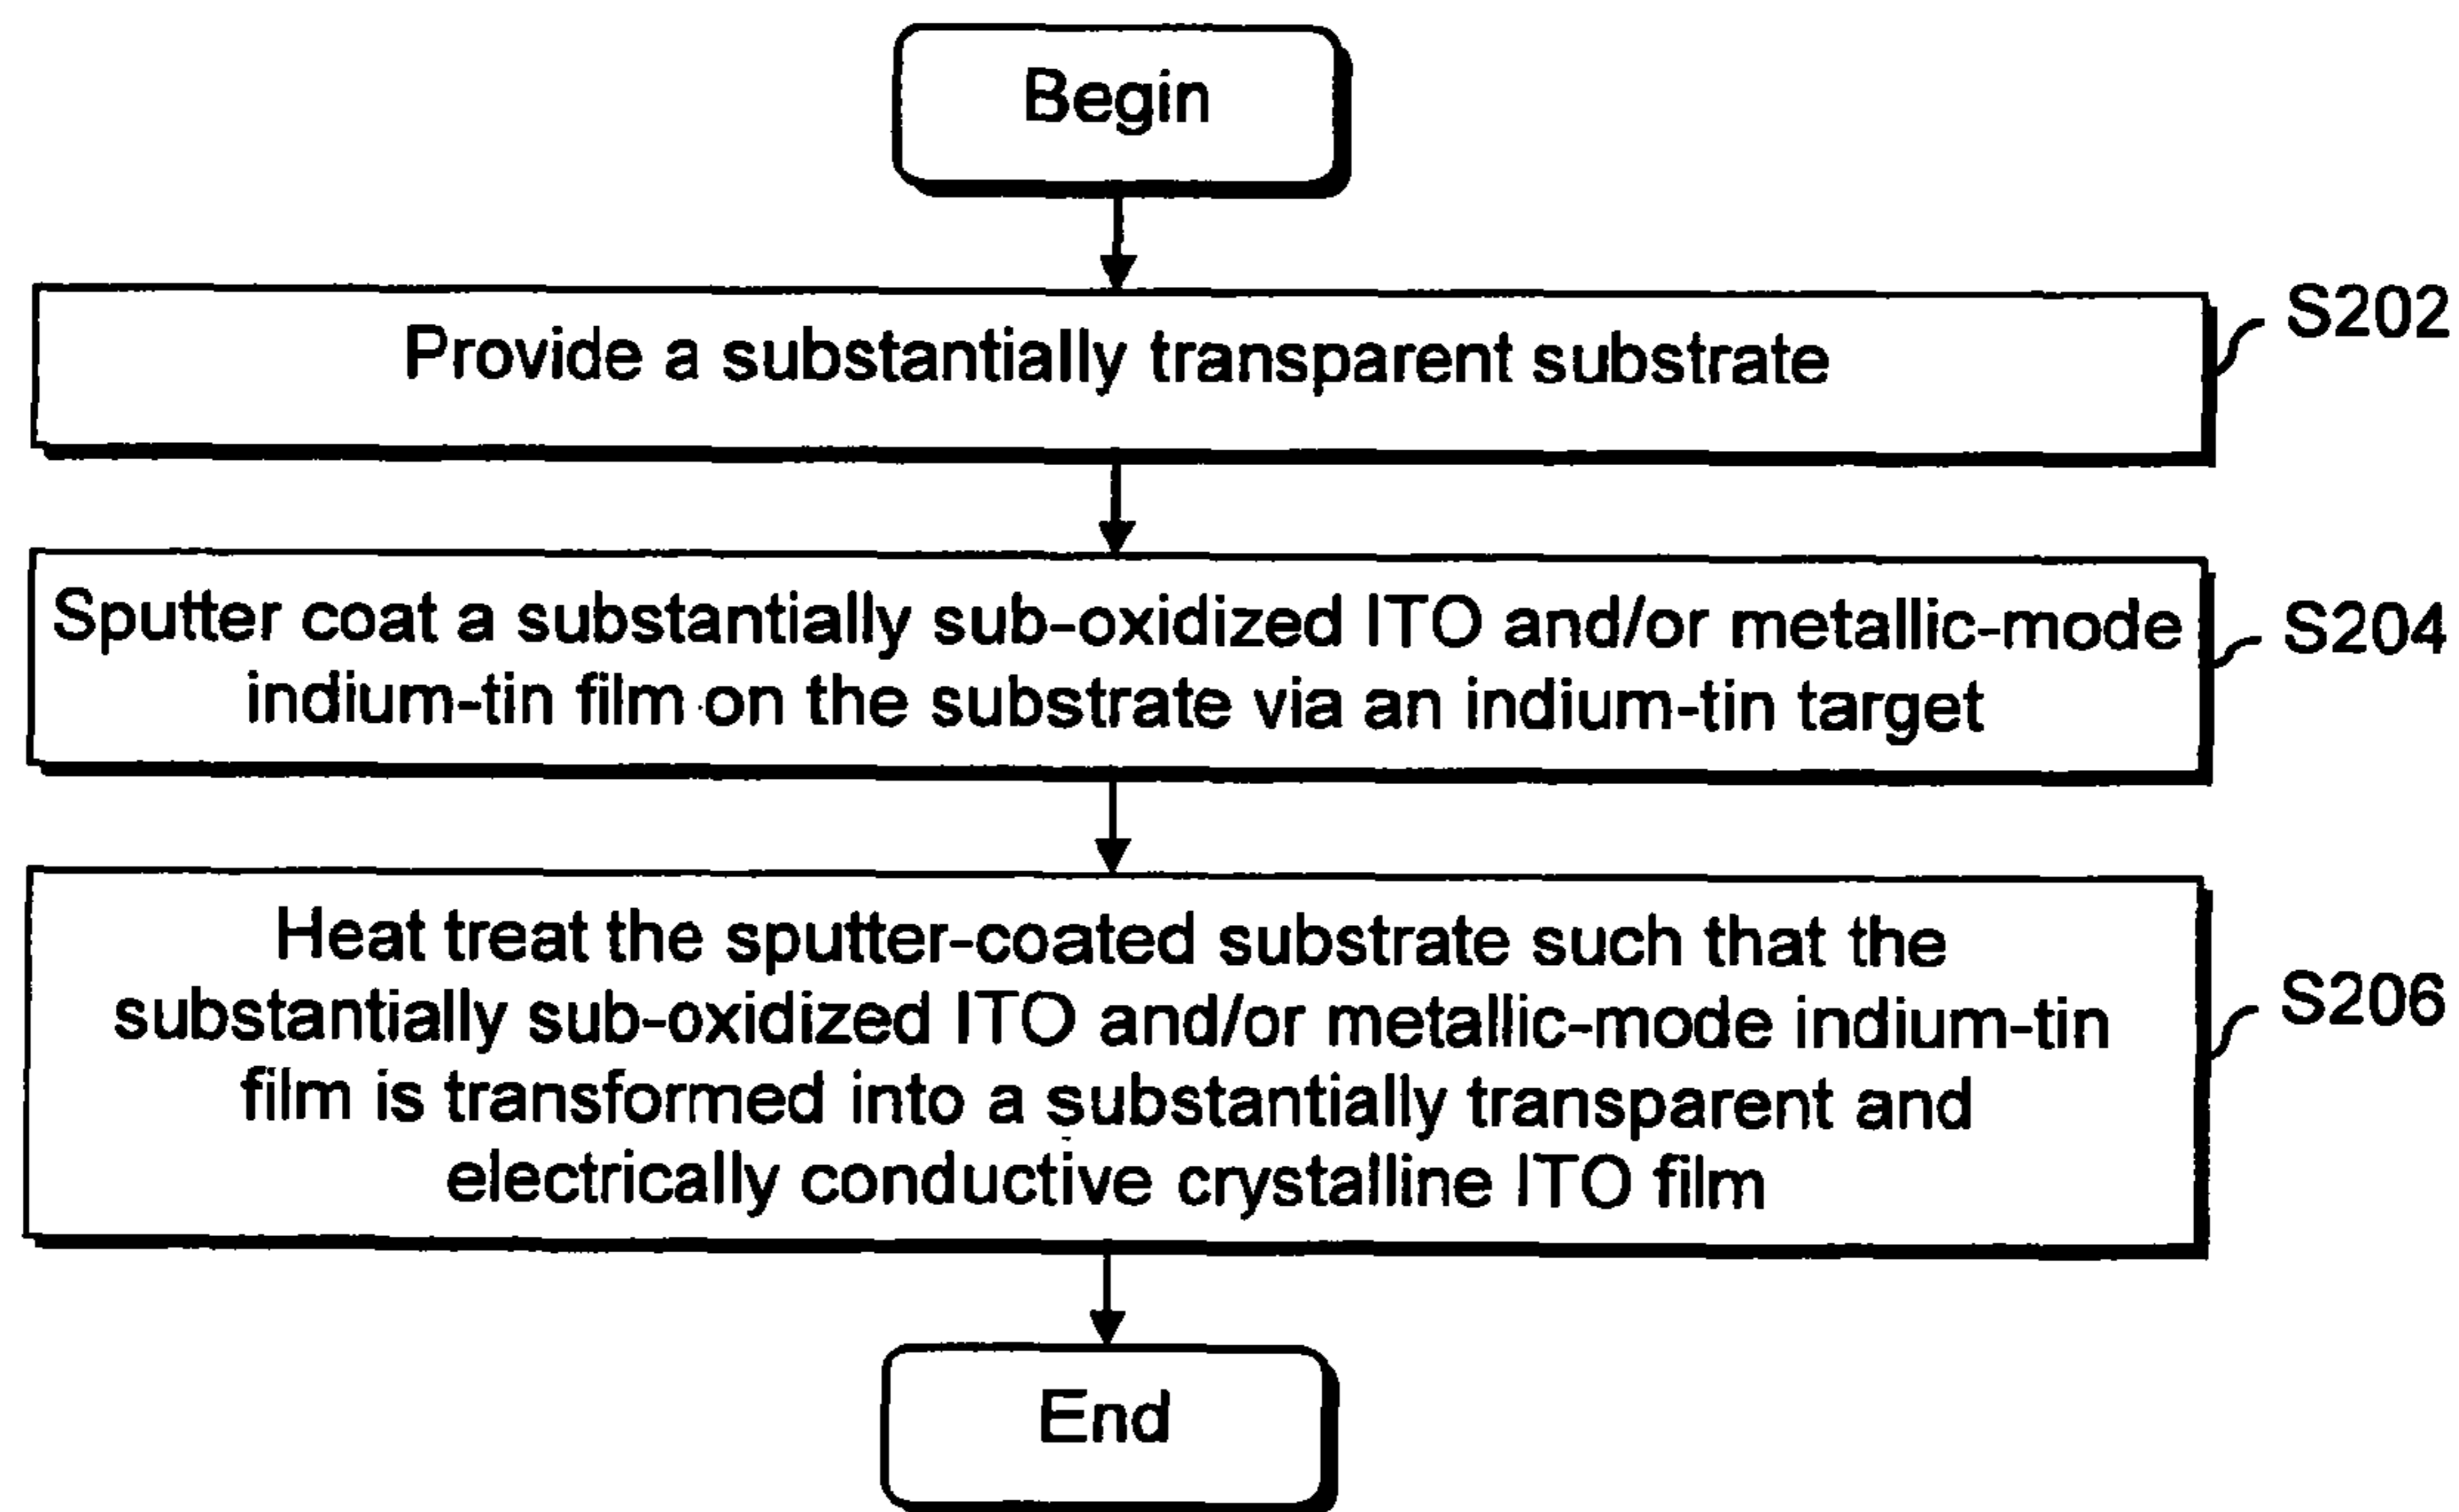 Begin
Provide a substantially transparent substrate
S202
Sputter coat a substantially sub-oxidized ITO and/or metallic-mode
indium-tin film on the substrate via an indium-tin target
S204
Heat treat the sputter-coated substrate such that the
substantially sub-oxidized ITO and/or metallic-mode indium-tin
film is transformed into a substantially transparent and
electrically conductive crystalline ITO film
S206
End